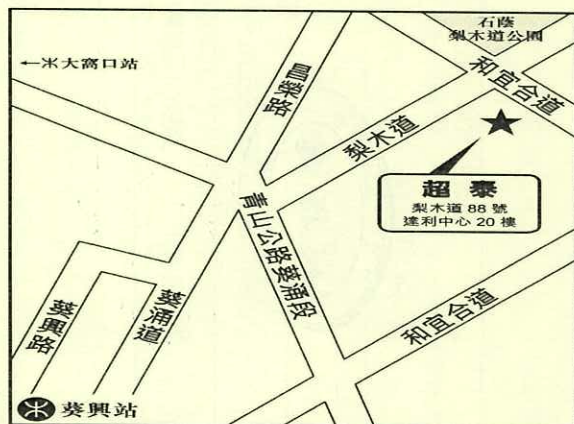 石蔭
梨木道公園
←大窩口站
昌榮路
和宜合道
梨木道
超泰
梨木道 88 號
達利中心 20 樓
青山公路葵涌段
和宜合道
葵涌道
葵興路
葵興站